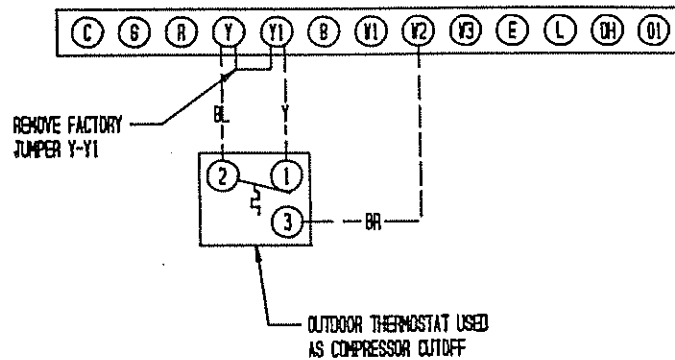 C G R Y Y1 B W1 W2 W3 E L DH O1
REMOVE FACTORY
JUMPER Y-Y1
BL Y
2 1
3 BR
OUTDOOR THERMOSTAT USED
AS COMPRESSOR CUTOFF